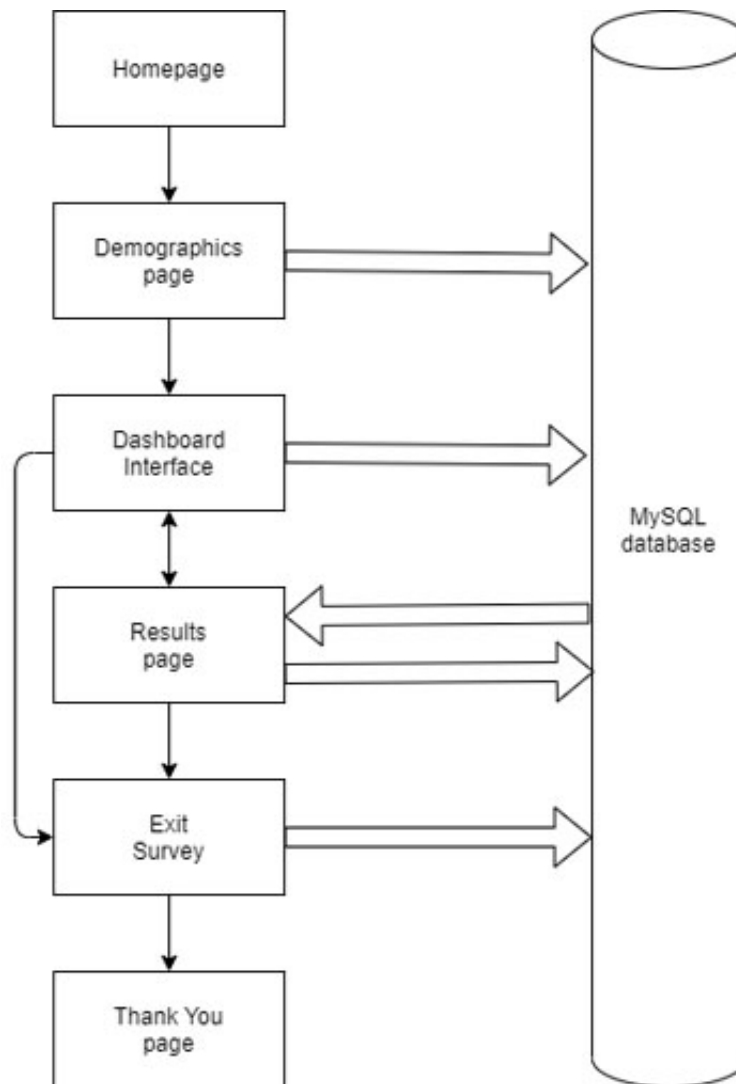 Homepage
Demographics
page
Dashboard
Interface
MySQL
database
Results
page
Exit
Survey
Thank You
page